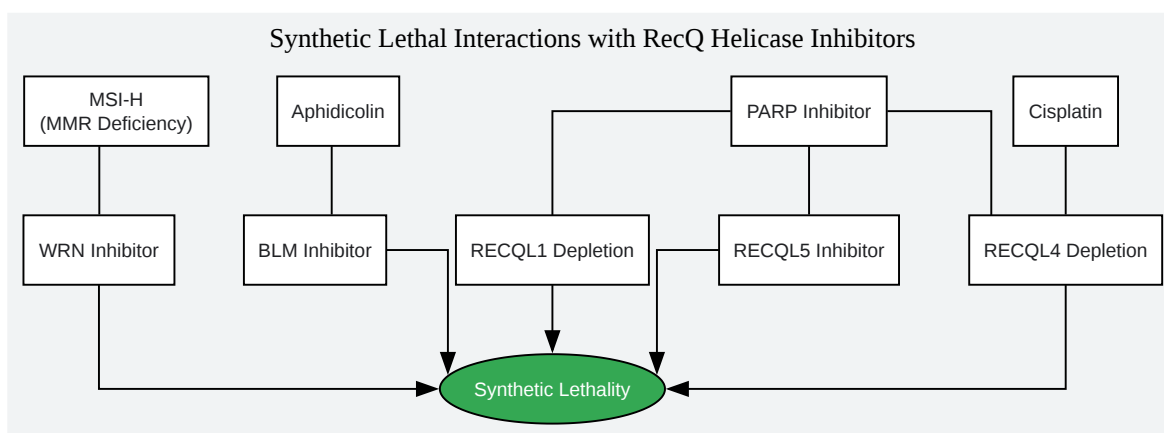 Synthetic Lethal Interactions with RecQ Helicase Inhibitors
MSI-H
(MMR Deficiency)
Aphidicolin
PARP Inhibitor
Cisplatin
WRN Inhibitor
BLM Inhibitor
RECQL1 Depletion
RECQL5 Inhibitor
RECQL4 Depletion
Synthetic Lethality